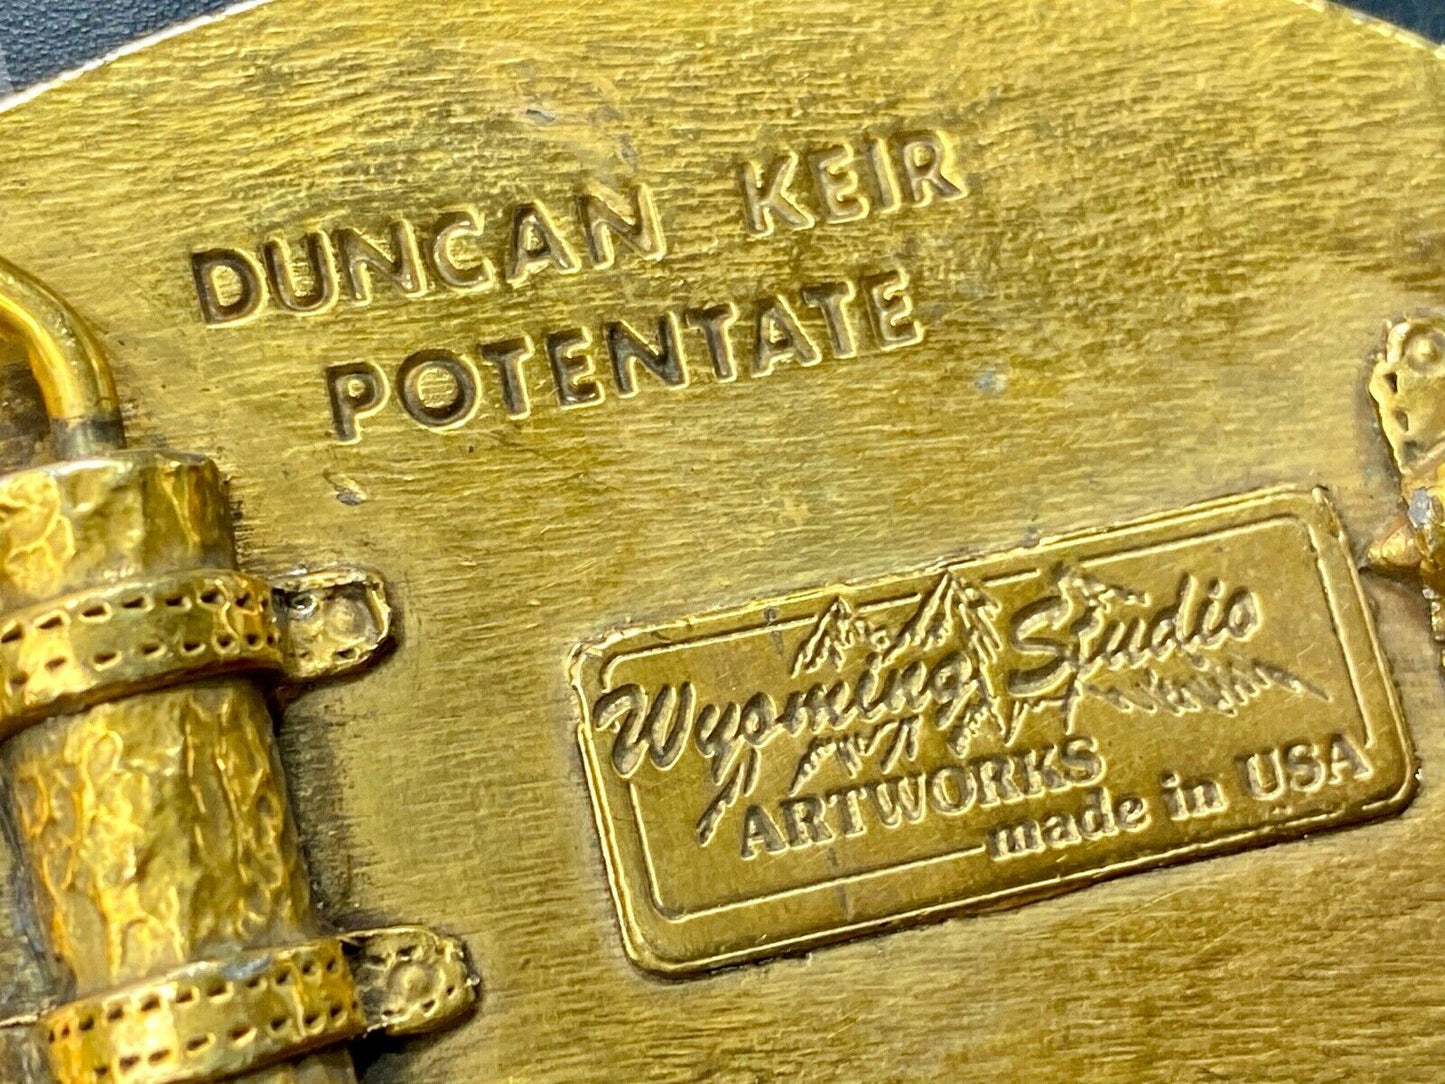 DUNCAN KEIR
POTENTATE
Wyoming Studio
ARTWORKS
made in USA